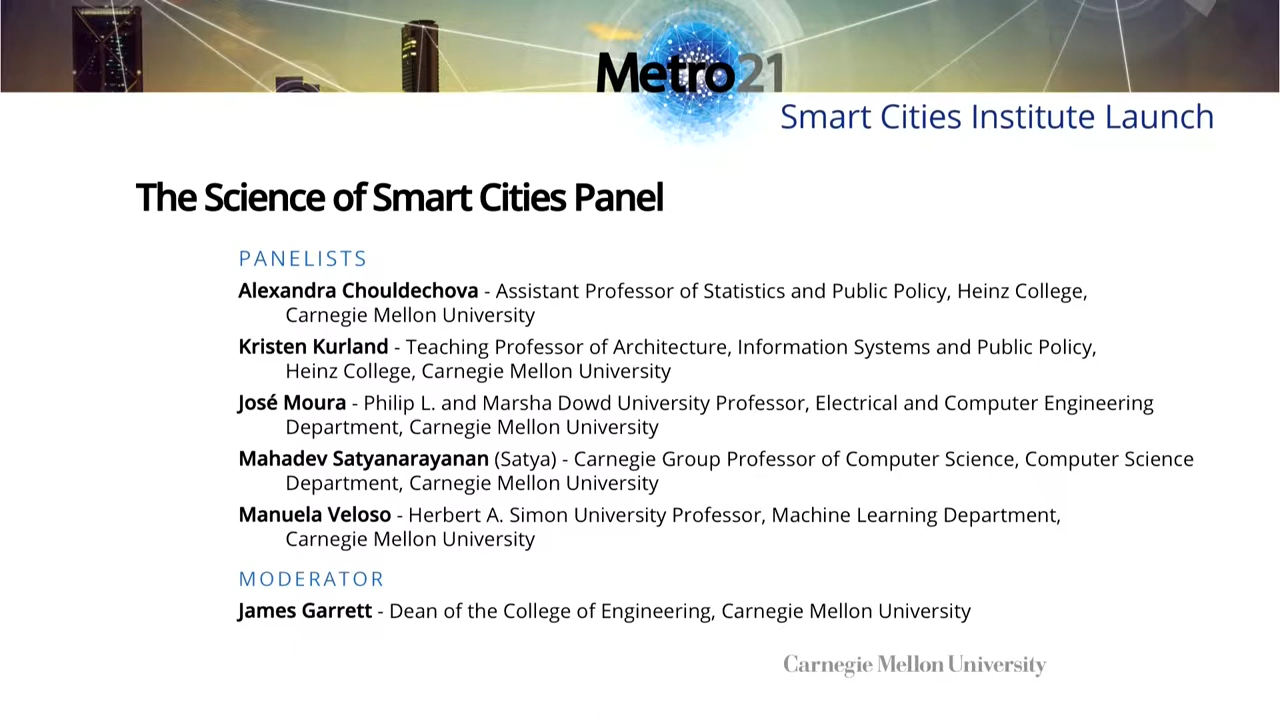 Metro21
Smart Cities Institute Launch
The Science of Smart Cities Panel
PANELISTS
Alexandra Chouldechova - Assistant Professor of Statistics and Public Policy, Heinz College,
Carnegie Mellon University
Kristen Kurland - Teaching Professor of Architecture, Information Systems and Public Policy,
Heinz College, Carnegie Mellon University
José Moura - Philip L. and Marsha Dowd University Professor, Electrical and Computer Engineering
Department, Carnegie Mellon University
Mahadev Satyanarayanan (Satya) - Carnegie Group Professor of Computer Science, Computer Science
Department, Carnegie Mellon University
Manuela Veloso - Herbert A. Simon University Professor, Machine Learning Department,
Carnegie Mellon University
MODERATOR
James Garrett - Dean of the College of Engineering, Carnegie Mellon University
Carnegie Mellon University